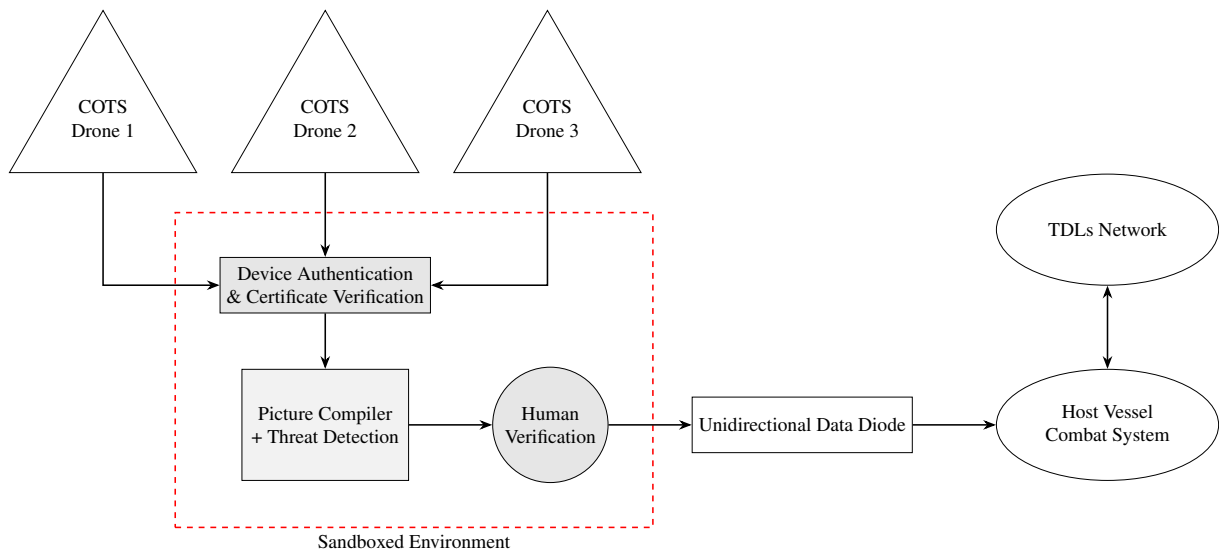 COTS
Drone 1
COTS
Drone 2
COTS
Drone 3
TDLs Network
Device Authentication
& Certificate Verification
Picture Compiler
+ Threat Detection
Human
Verification
Unidirectional Data Diode
Host Vessel
Combat System
Sandboxed Environment